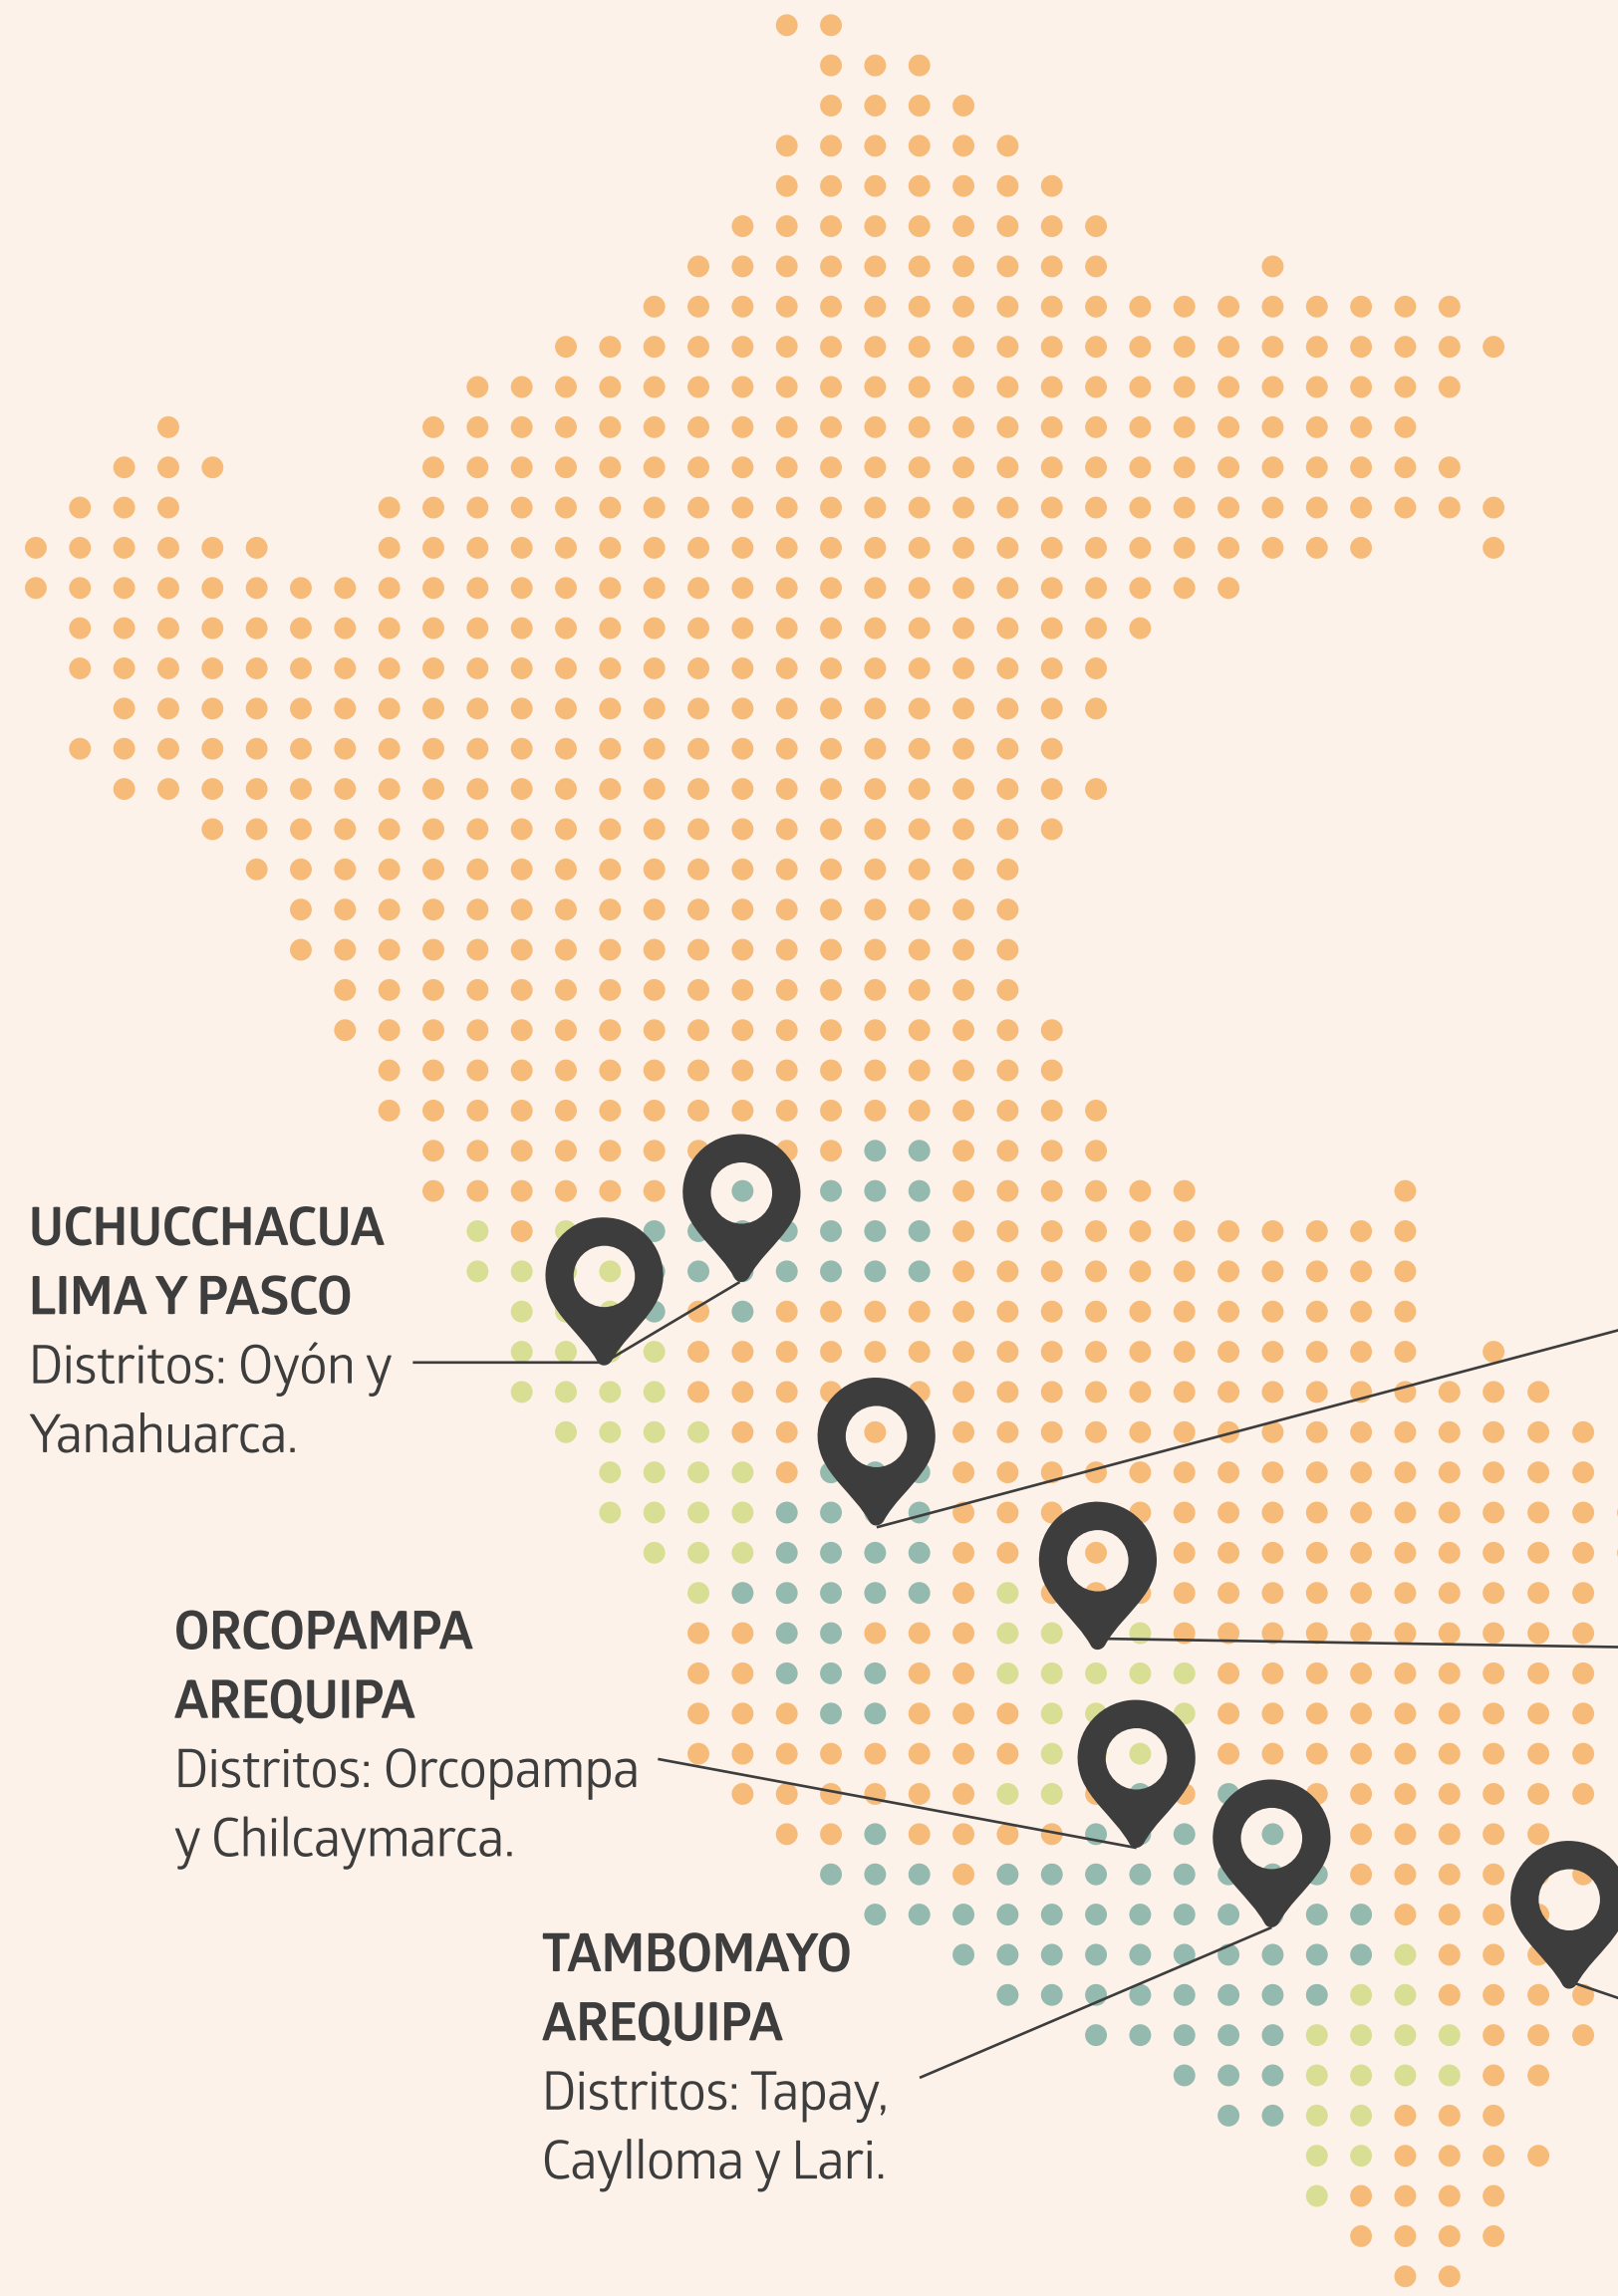 UCHUCCHACUA
LIMA Y PASCO
Distritos: Oyón y
Yanahuarca.
ORCOPAMPA
AREQUIPA
Distritos: Orcopampa
y Chilcaymarca.
TAMBOMAYO
AREQUIPA
Distritos: Tapay,
Caylloma y Lari.